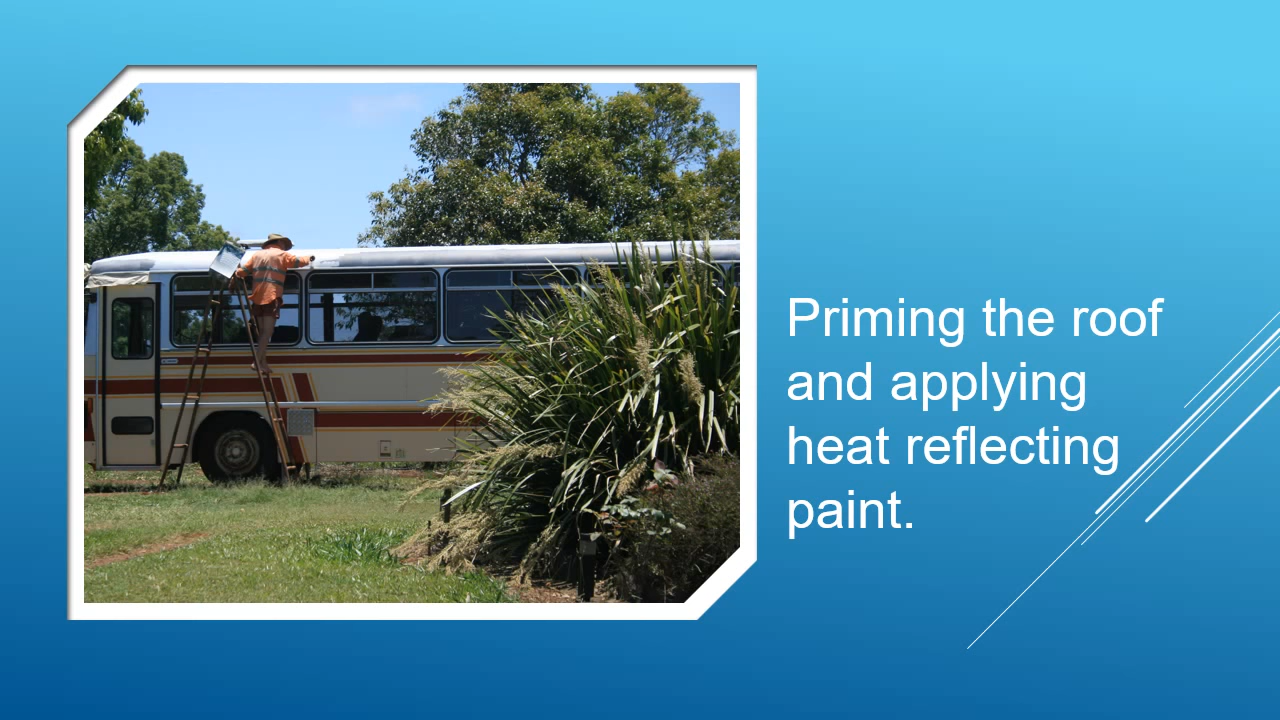 Priming the roof
and applying
heat reflecting
paint.